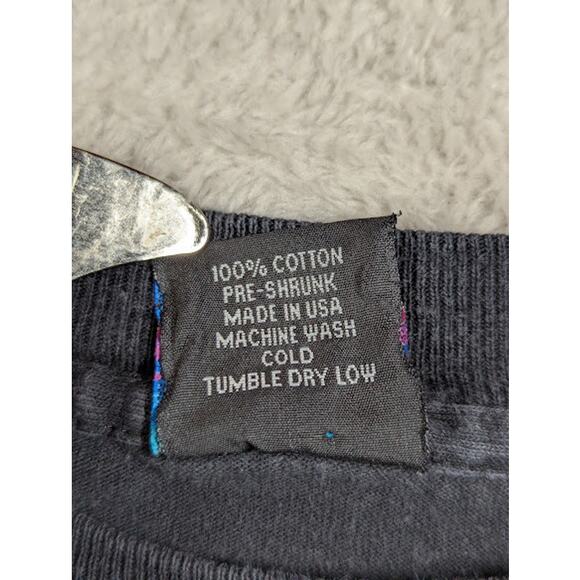 100% COTTON
PRE-SHRUNK
MADE IN USA
MACHINE WASH
COLD
TUMBLE DRY LOW